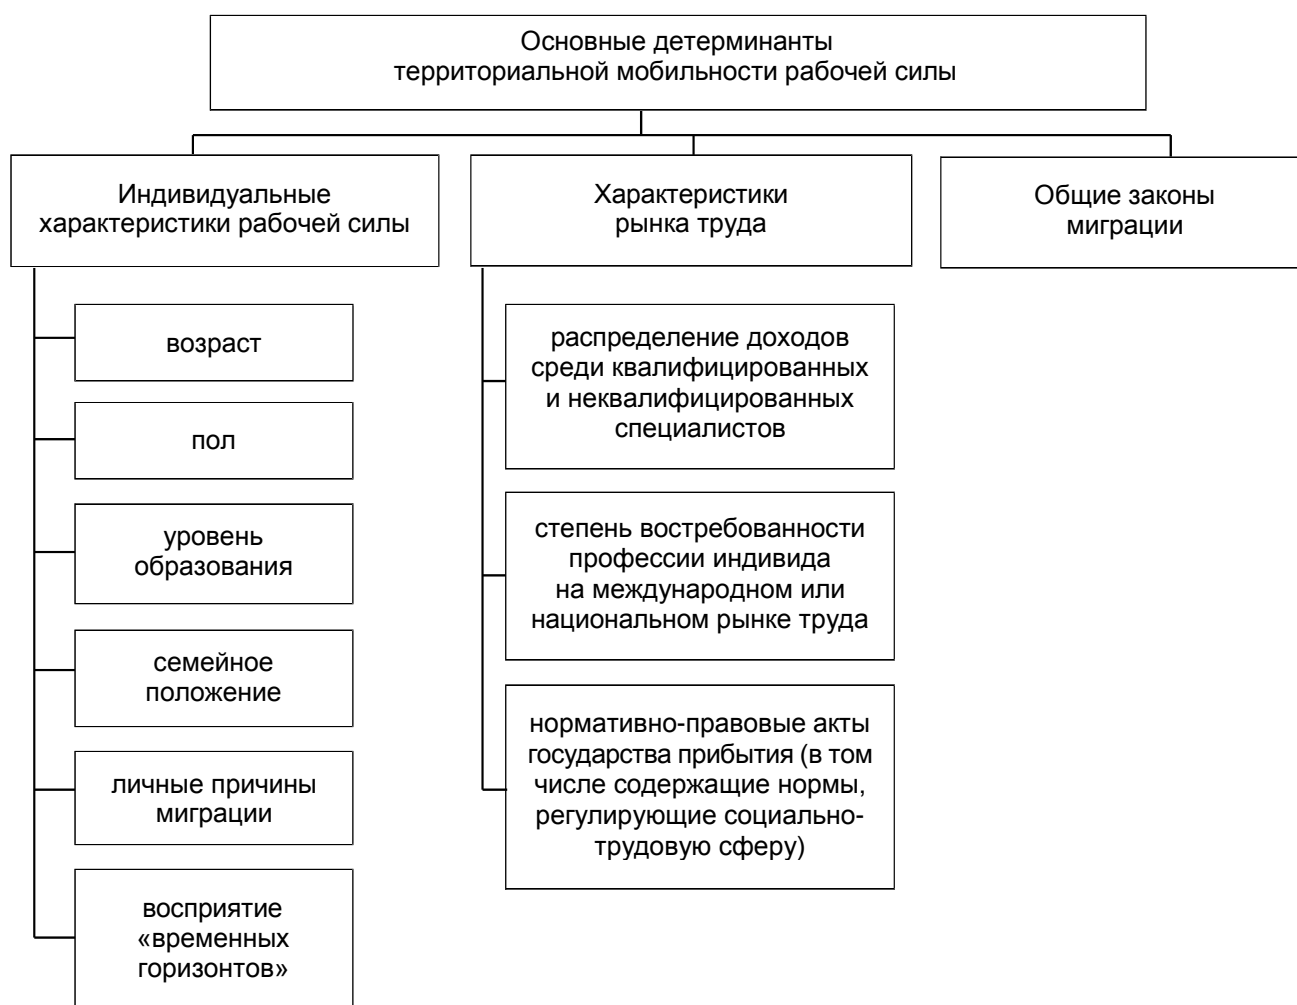 Основные детерминанты
территориальной мобильности рабочей силы
Индивидуальные
характеристики рабочей силы
Характеристики
рынка труда
Общие законы
миграции
возраст
пол
уровень
образования
семейное
положение
личные причины
миграции
восприятие
«временных
горизонтов»
распределение доходов
среди квалифицированных
и неквалифицированных
специалистов
степень востребованности
профессии индивида
на международном или
национальном рынке труда
нормативно-правовые акты
государства прибытия (в том
числе содержащие нормы,
регулирующие социально-
трудовую сферу)